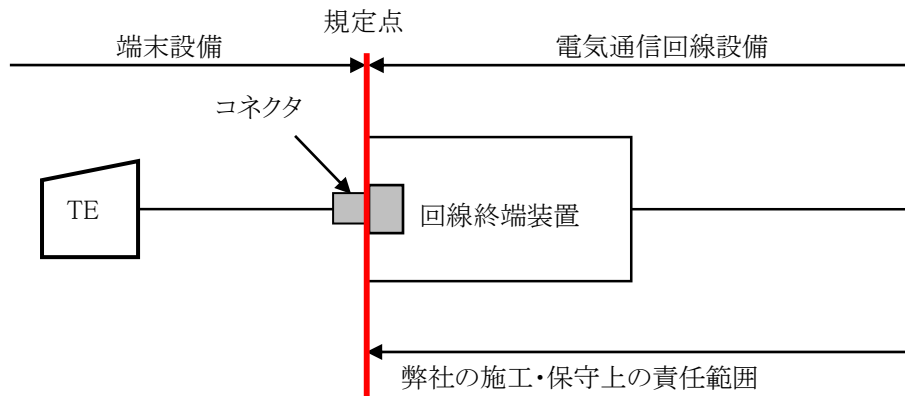 規定点
端末設備
電気通信回線設備
コネクタ
TE
回線終端装置
弊社の施工・保守上の責任範囲